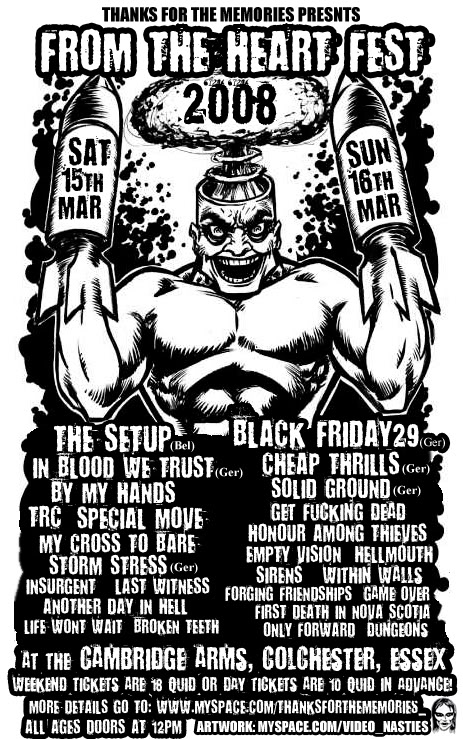 THANKS FOR THE MEMORIES PRESNTS
FROM THE HEART FEST
2008
SAT
15TH
MAR
SUN
16TH
MAR
THE SETUP(Bel)
IN BLOOD WE TRUST(Ger)
BY MY HANDS
TRC SPECIAL MOVE
MY CROSS TO BARE
STORM STRESS(Ger)
INSURGENT LAST WITNESS
ANOTHER DAY IN HELL
LIFE WONT WAIT BROKEN TEETH
BLACK FRIDAY29(Ger)
CHEAP THRILLS(Ger)
SOLID GROUND(Ger)
GET FUCKING DEAD
HONOUR AMONG THIEVES
EMPTY VISION HELLMOUTH
SIRENS WITHIN WALLS
FORGING FRIENDSHIPS GAME OVER
FIRST DEATH IN NOVA SCOTIA
ONLY FORWARD DUNGEONS
AT THE CAMBRIDGE ARMS, COLCHESTER, ESSEX
WEEKEND TICKETS ARE 18 QUID OR DAY TICKETS ARE 10 QUID IN ADVANCE!
MORE DETAILS GO TO: WWW.MYSPACE.COM/THANKSFORTHEMEMORIES_
ALL AGES DOORS AT 12PM ARTWORK: MYSPACE.COM/VIDEO_NASTIES